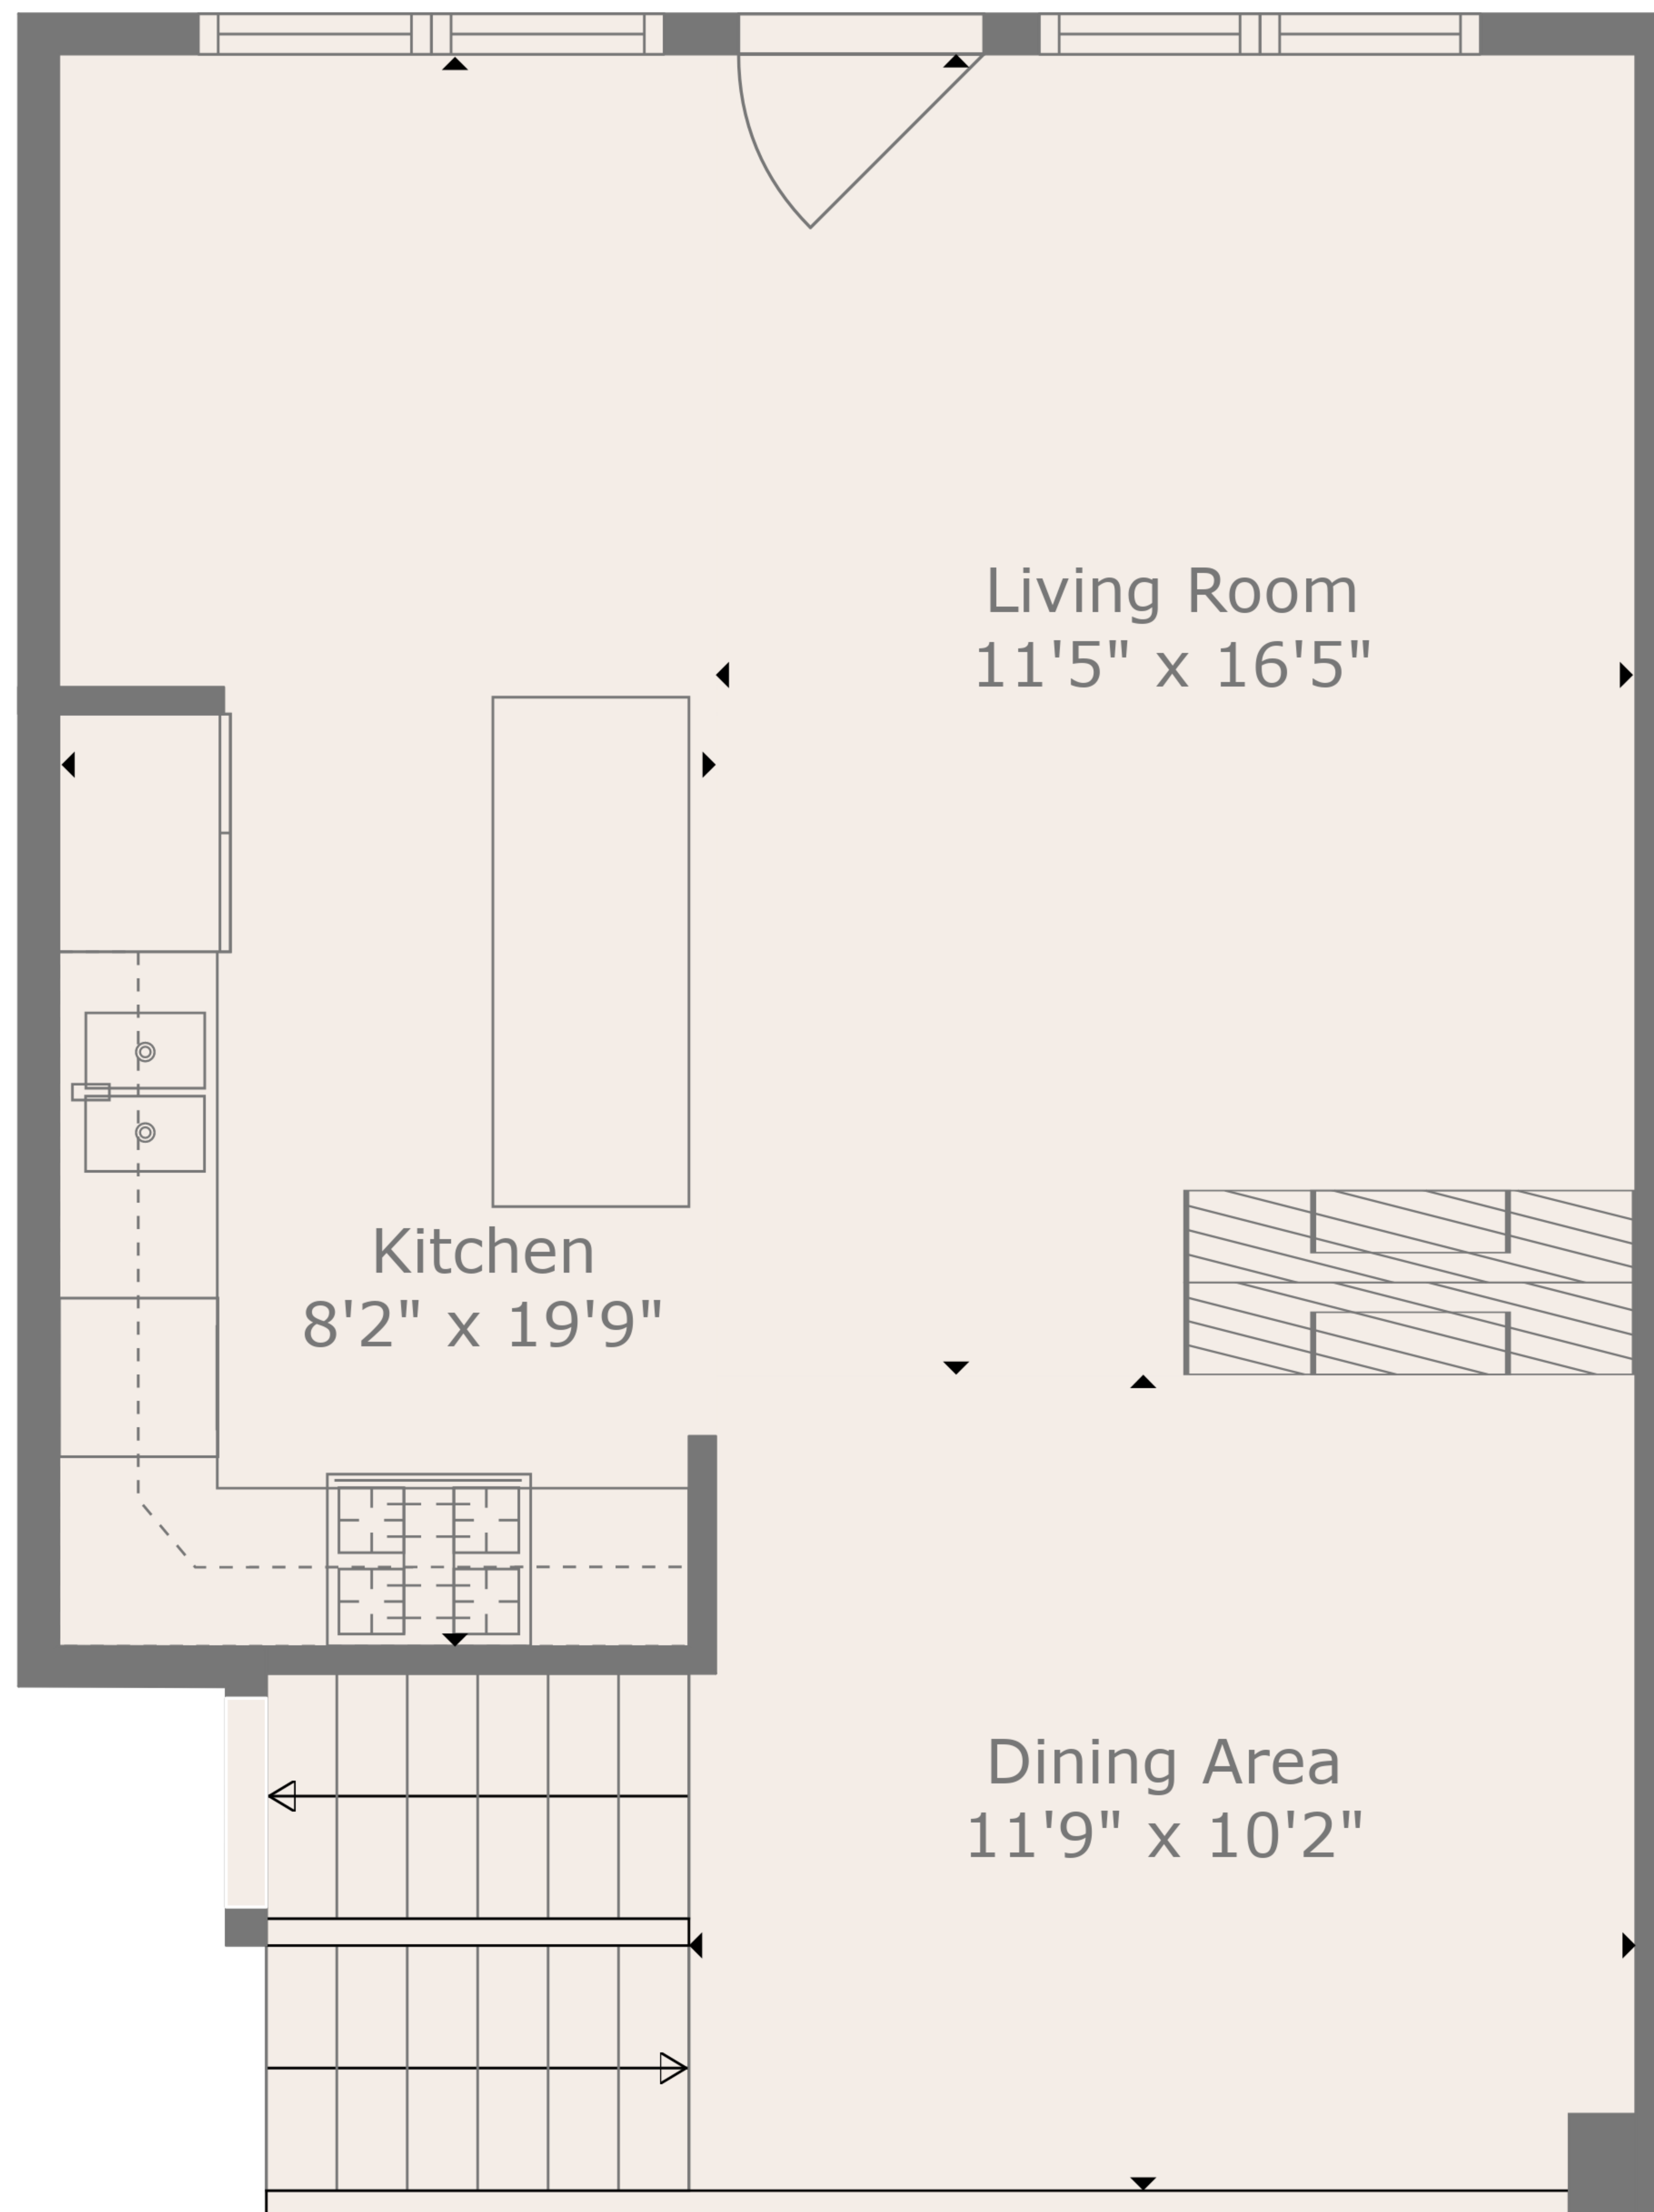 Living Room
11'5" x 16'5"
Kitchen
8'2" x 19'9"
Dining Area
11'9" x 10'2"